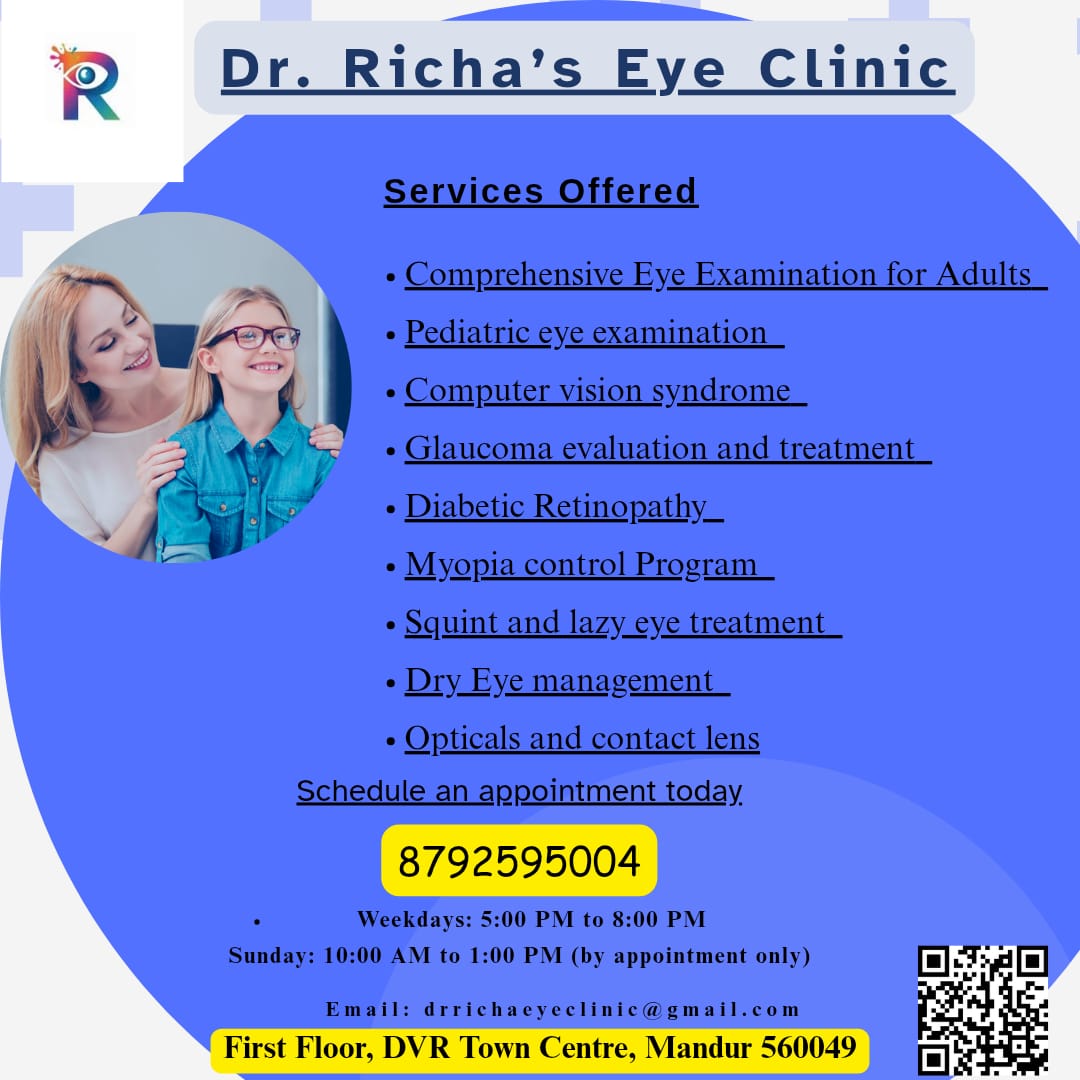 R
Dr. Richa’s Eye Clinic
Services Offered
• Comprehensive Eye Examination for Adults
• Pediatric eye examination
• Computer vision syndrome
• Glaucoma evaluation and treatment
• Diabetic Retinopathy
• Myopia control Program
• Squint and lazy eye treatment
• Dry Eye management
• Opticals and contact lens
Schedule an appointment today
8792595004
• Weekdays: 5:00 PM to 8:00 PM
Sunday: 10:00 AM to 1:00 PM (by appointment only)
Email: drrichaeyeclinic@gmail.com
First Floor, DVR Town Centre, Mandur 560049